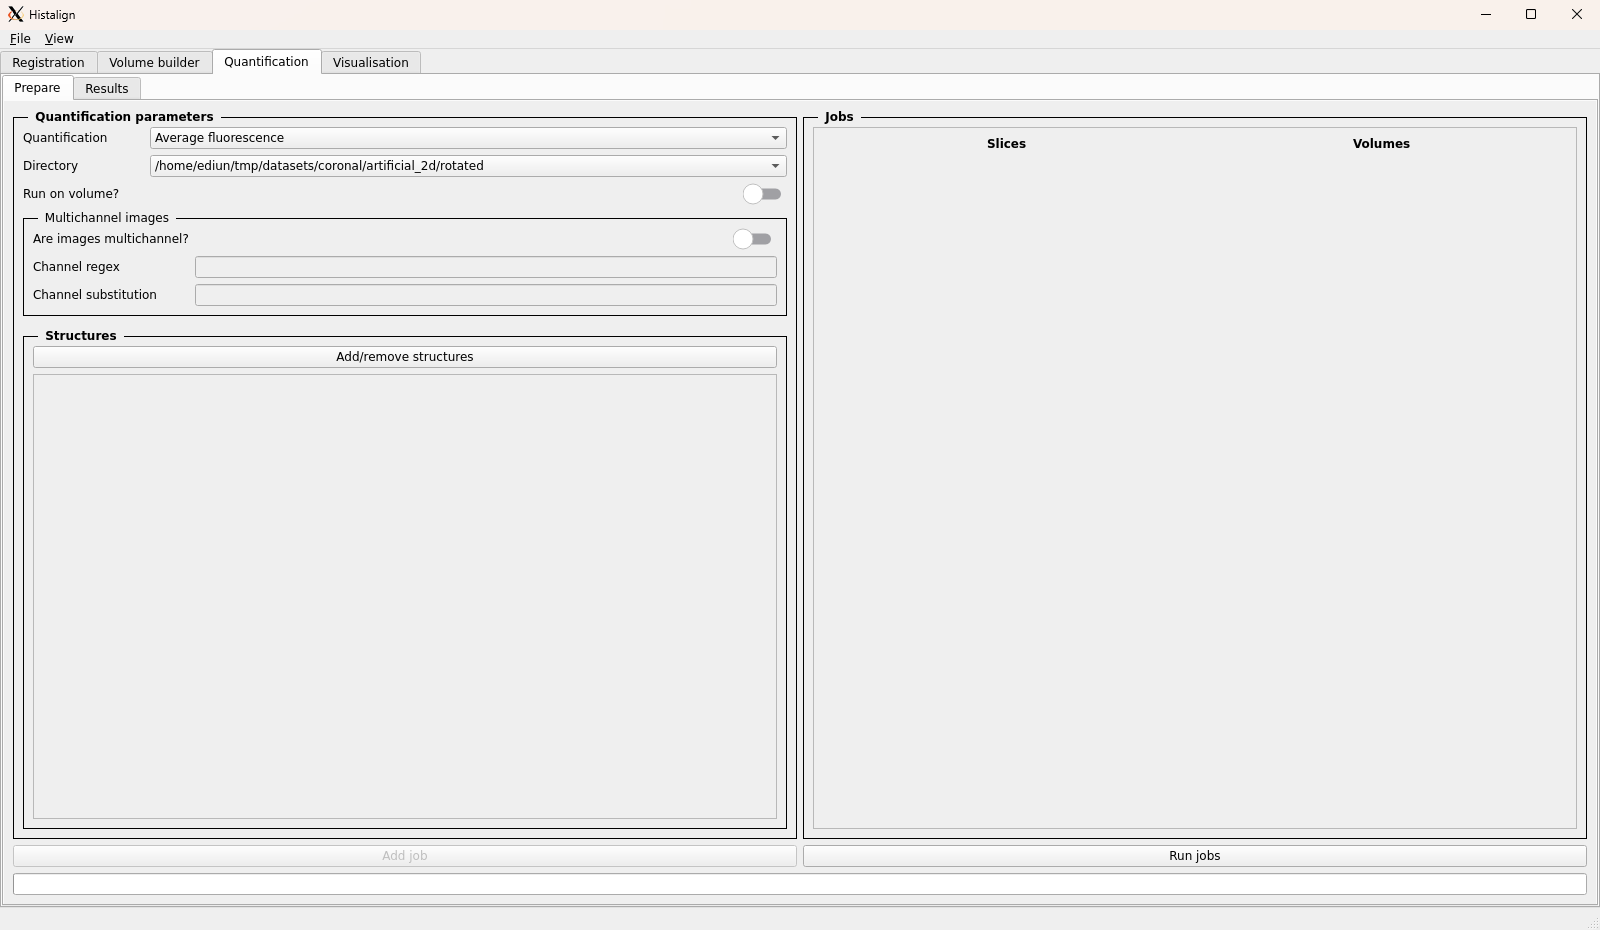 Histalign
File View
Registration Volume builder Quantification Visualisation
Prepare Results
Quantification parameters
Quantification Average fluorescence
Directory /home/ediun/tmp/datasets/coronal/artificial_2d/rotated
Run on volume?
Multichannel images
Are images multichannel?
Channel regex
Channel substitution
Structures
Add/remove structures
Add job
Jobs
Slices Volumes
Run jobs